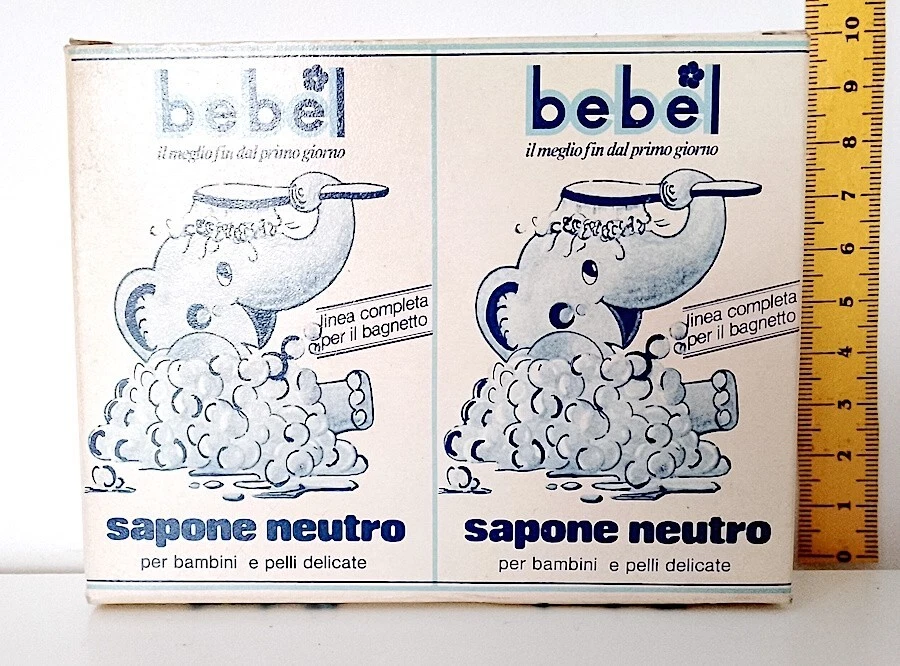 bebël
il meglio fin dal primo giorno
linea completa
per il bagnetto
sapone neutro
per bambini e pelli delicate
bebël
il meglio fin dal primo giorno
linea completa
per il bagnetto
sapone neutro
per bambini e pelli delicate
10
9
8
7
6
5
4
3
2
1
0